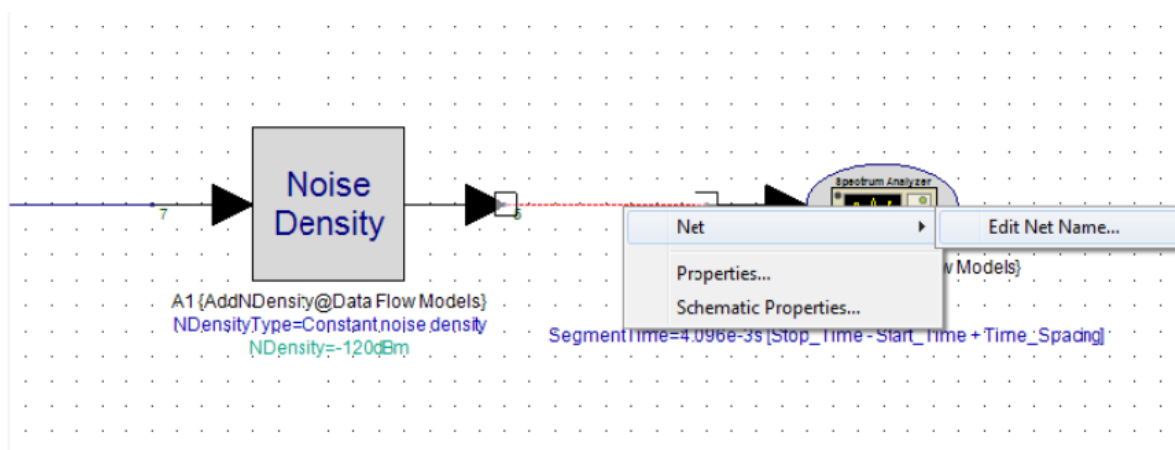 Noise
Density
7
5
Spectrum Analyzer
Net
Edit Net Name...
Properties...
Schematic Properties...
w Models}
A1 {AddNDensity@Data Flow Models}
NDensityType=Constant noise density
NDensity=-120dBm
SegmentTime=4.096e-3s [Stop_Time - Start_Time + Time_Spacing]